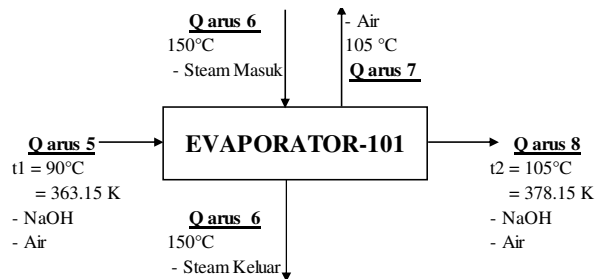 Q arus 6
150°C
- Steam Masuk
- Air
105 °C
Q arus 7
Q arus 5
t1 = 90°C
= 363.15 K
- NaOH
- Air
EVAPORATOR-101
Q arus 8
t2 = 105°C
= 378.15 K
- NaOH
- Air
Q arus 6
150°C
- Steam Keluar